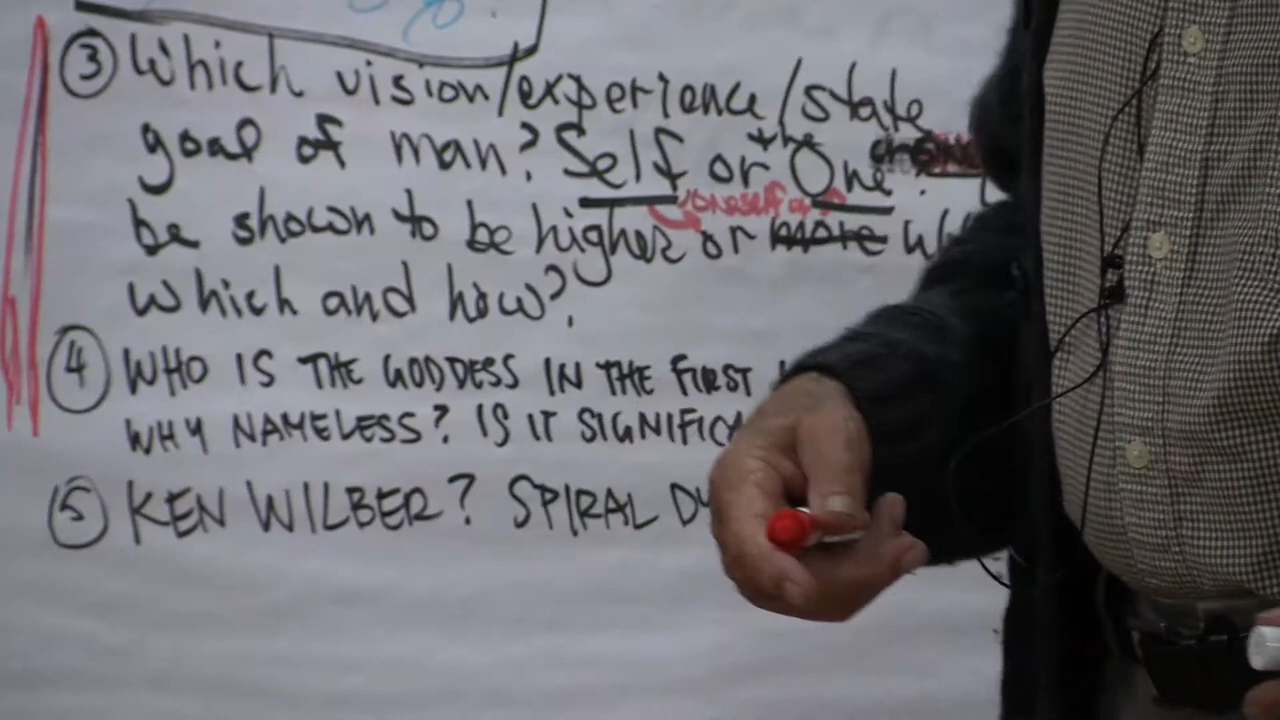 ③ Which vision/experience/state
goal of man? Self or the One?
/oneself or
be shown to be higher or more
which and how?
④ WHO IS THE GODDESS IN THE FIRST
WHY NAMELESS? IS IT
⑤ KEN WILBER? SPIRAL